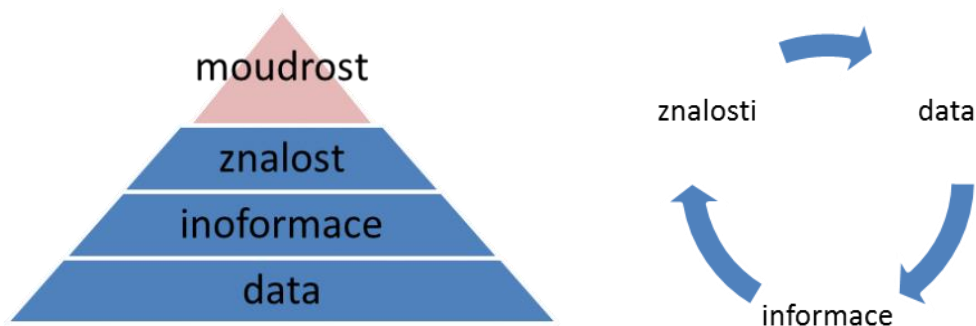 moudrost
znalost
inoformace
data
znalosti
data
informace